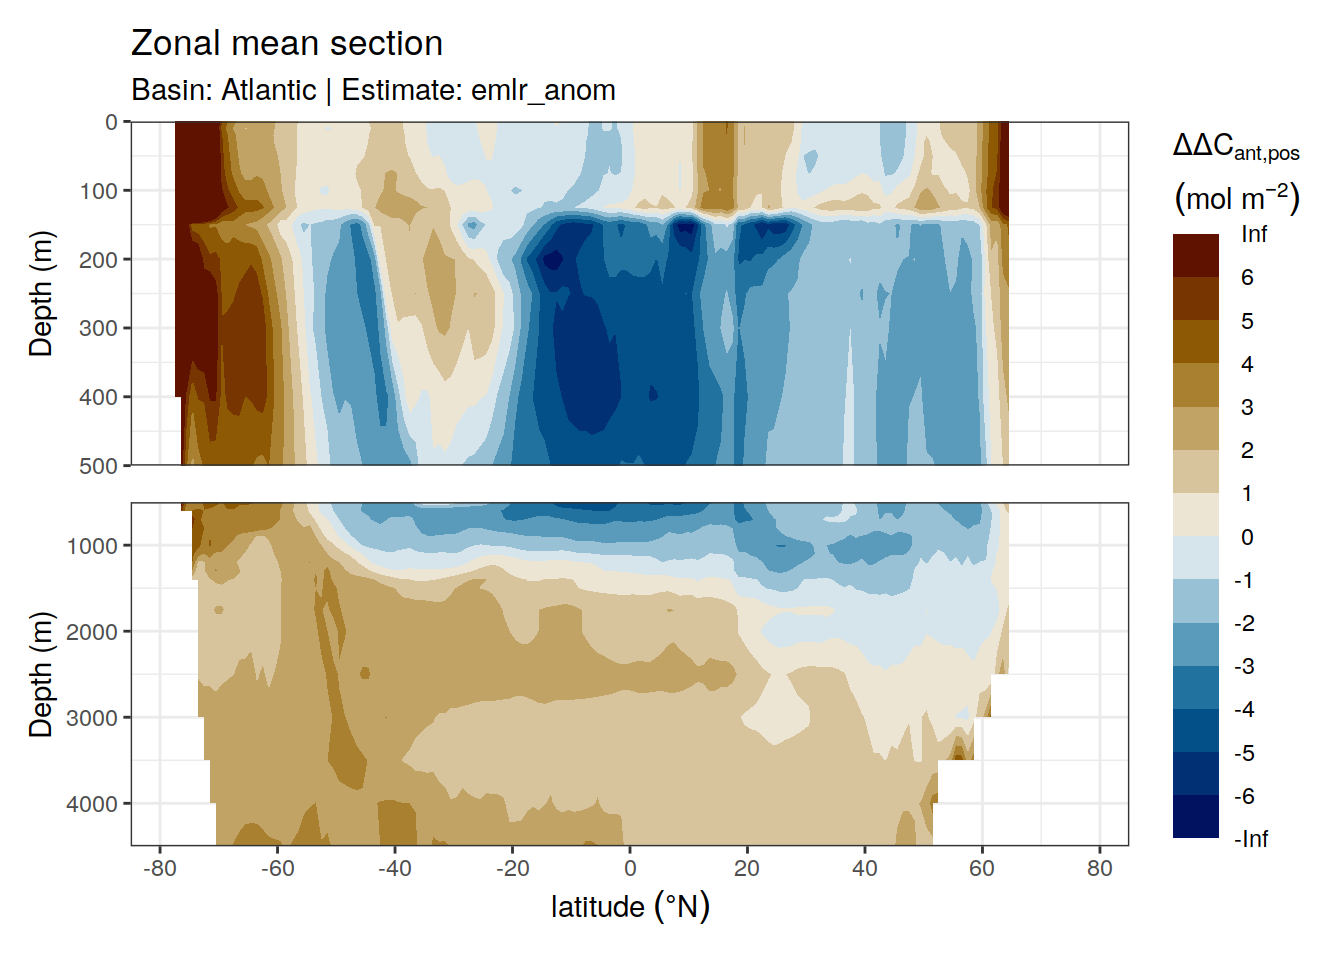 Zonal mean section
Basin: Atlantic | Estimate: emlr_anom
0
100
200
300
400
500
Depth (m)
1000
2000
3000
4000
Depth (m)
-80 -60 -40 -20 0 20 40 60 80
latitude (°N)
ΔΔC_ant,pos
(mol m⁻²)
Inf
6
5
4
3
2
1
0
-1
-2
-3
-4
-5
-6
-Inf